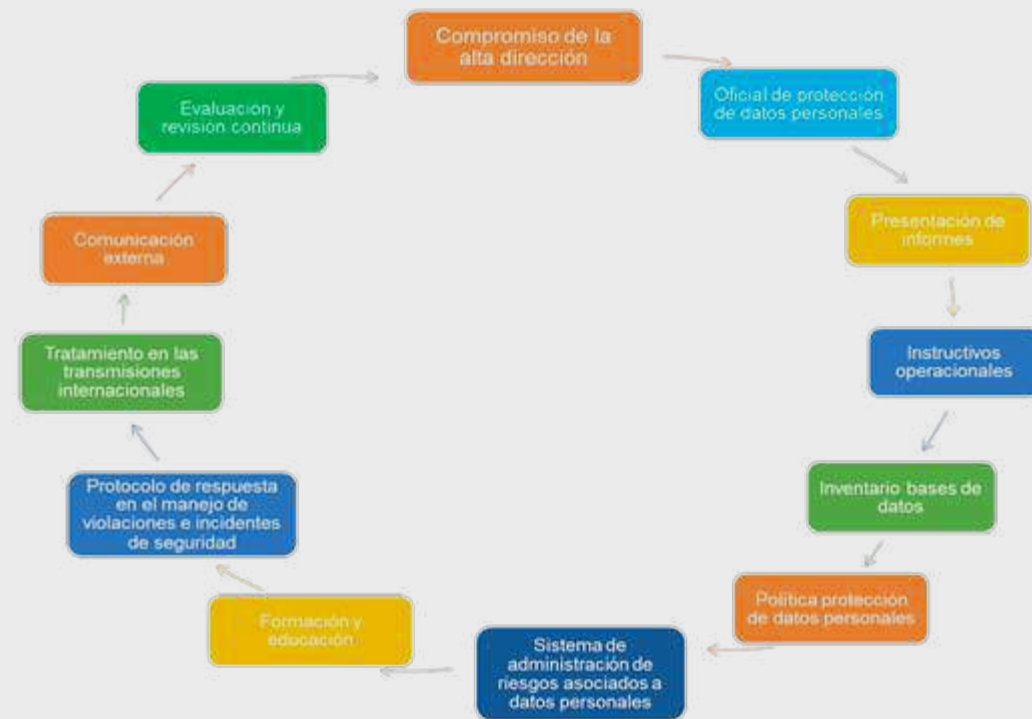 Compromiso de la
alta dirección
Oficial de protección
de datos personales
Presentación de
informes
Instructivos
operacionales
Inventario bases de
datos
Política protección
de datos personales
Sistema de
administración de
riesgos asociados a
datos personales
Formación y
educación
Protocolo de respuesta
en el manejo de
violaciones e incidentes
de seguridad
Tratamiento en las
transmisiones
internacionales
Comunicación
externa
Evaluación y
revisión continua